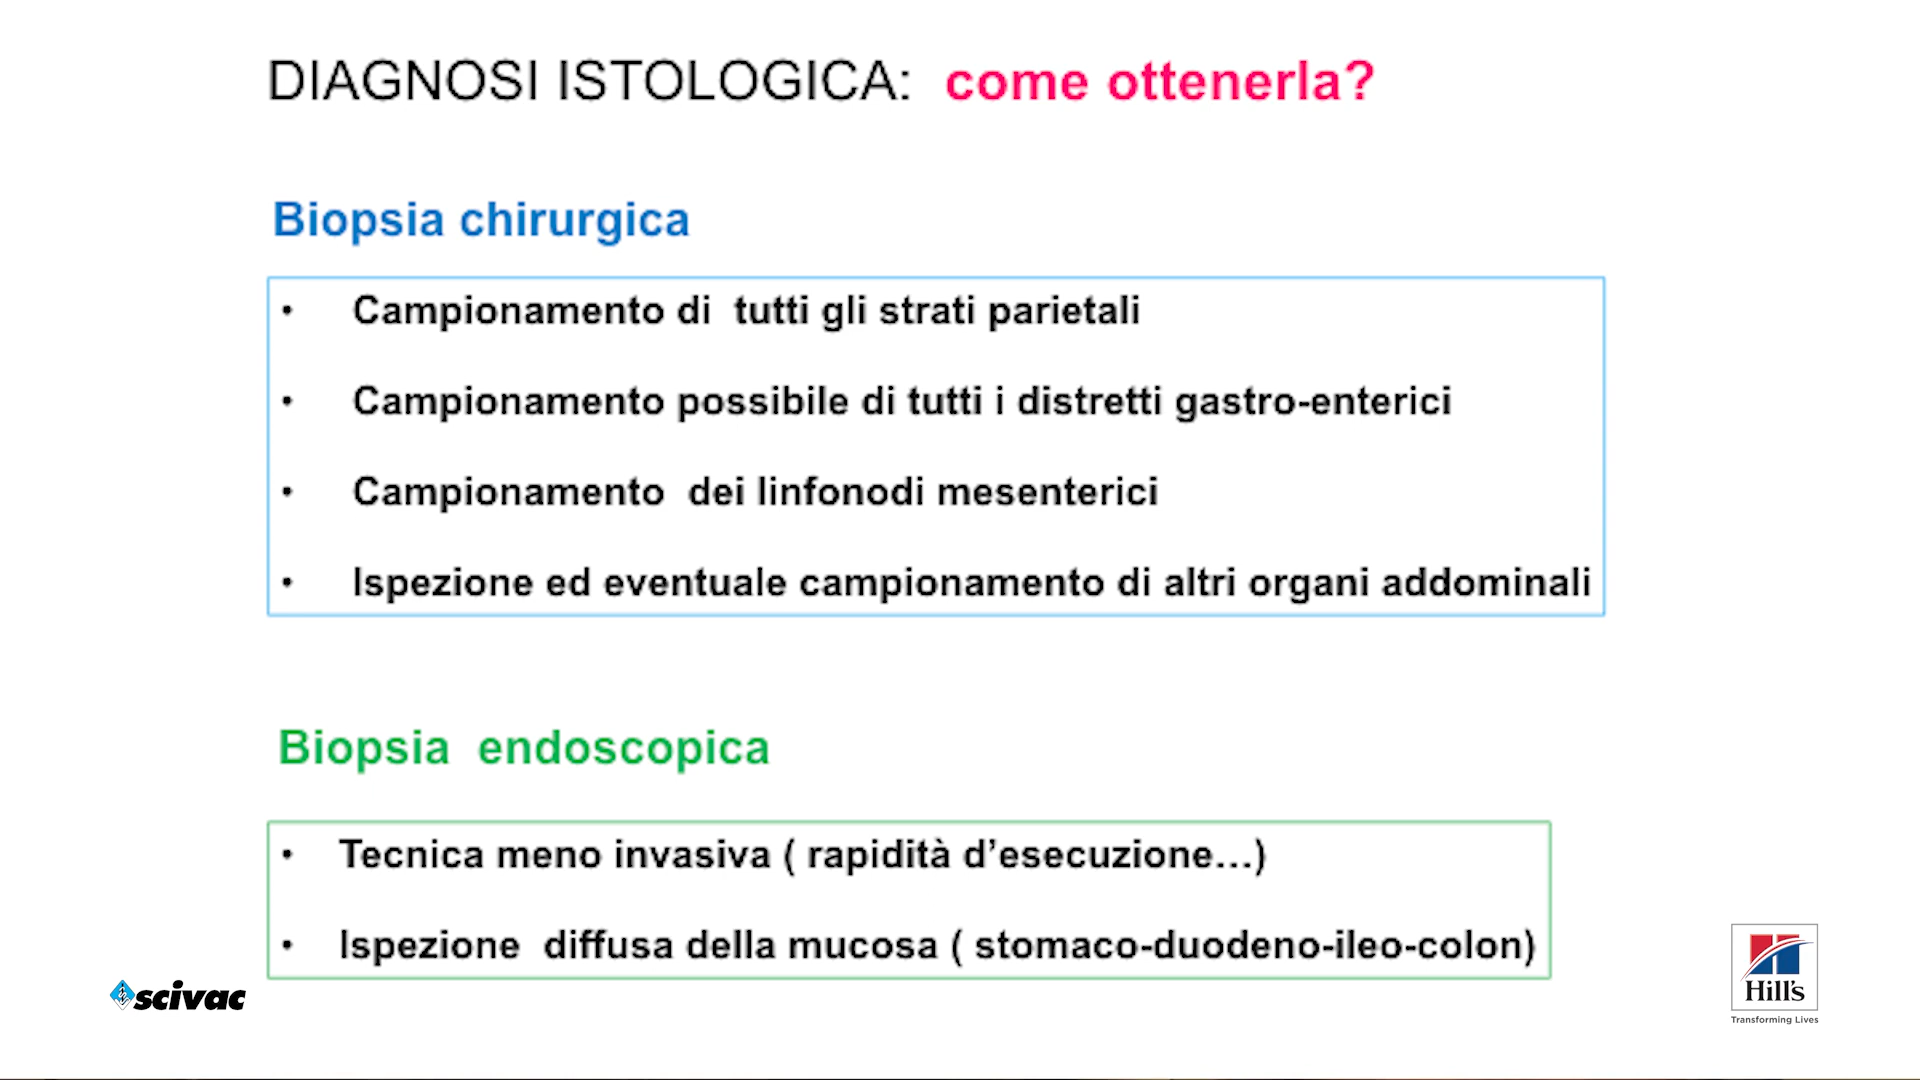 DIAGNOSI ISTOLOGICA: come ottenerla?
Biopsia chirurgica
• Campionamento di tutti gli strati parietali
• Campionamento possibile di tutti i distretti gastro-enterici
• Campionamento dei linfonodi mesenterici
• Ispezione ed eventuale campionamento di altri organi addominali
Biopsia endoscopica
• Tecnica meno invasiva ( rapidità d’esecuzione…)
• Ispezione diffusa della mucosa ( stomaco-duodeno-ileo-colon)
scivac
Hill's
Transforming Lives